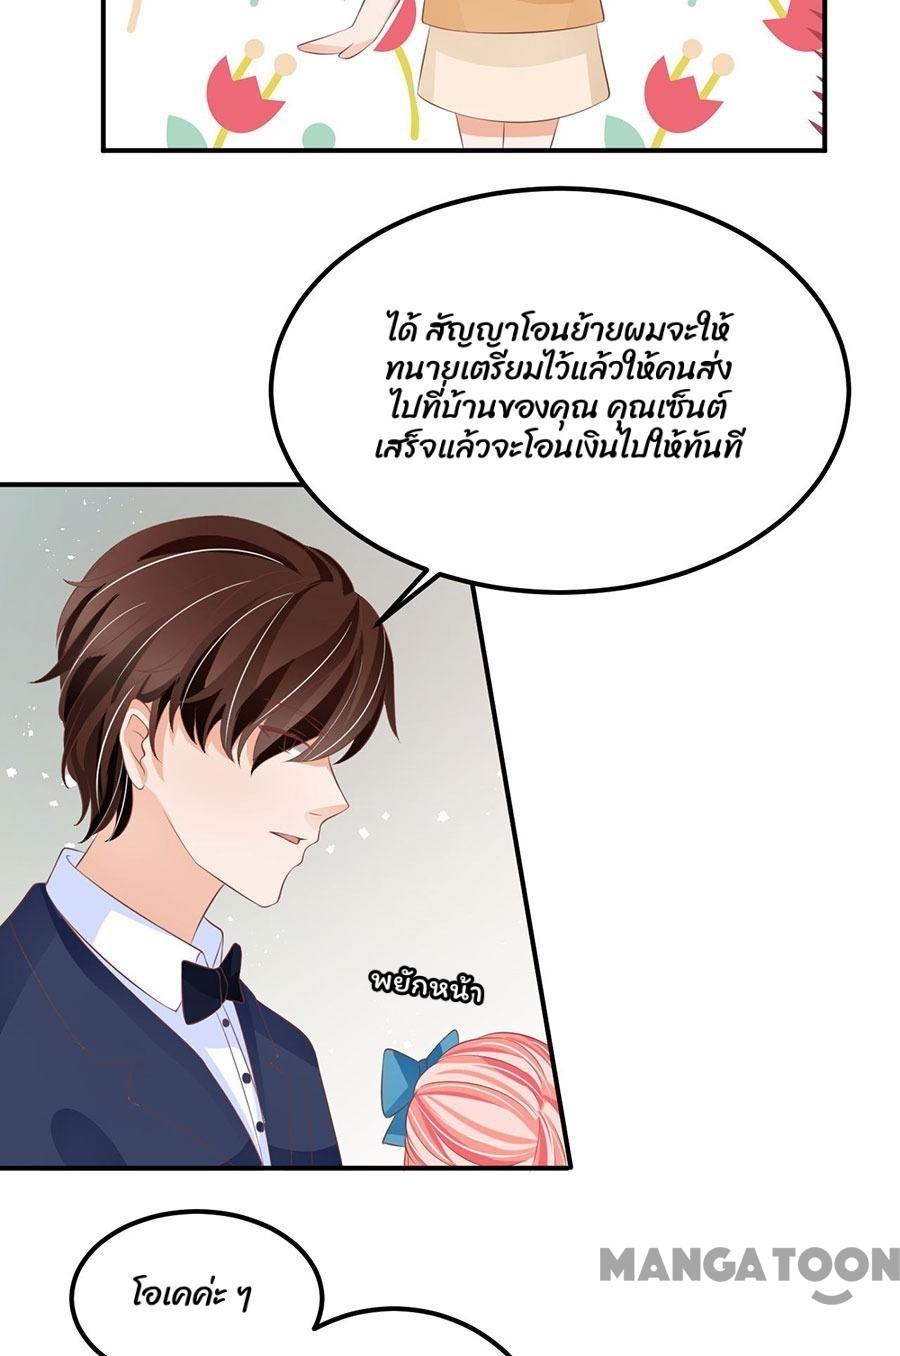 ได้ สัญญาโอนย้ายผมจะให้
ทนายเตรียมไว้แล้วให้คนส่ง
ไปที่บ้านของคุณ คุณเซ็นต์
เสร็จแล้วจะโอนเงินไปให้ทันที
พยักหน้า
โอเคค่ะ ๆ
MANGATOON